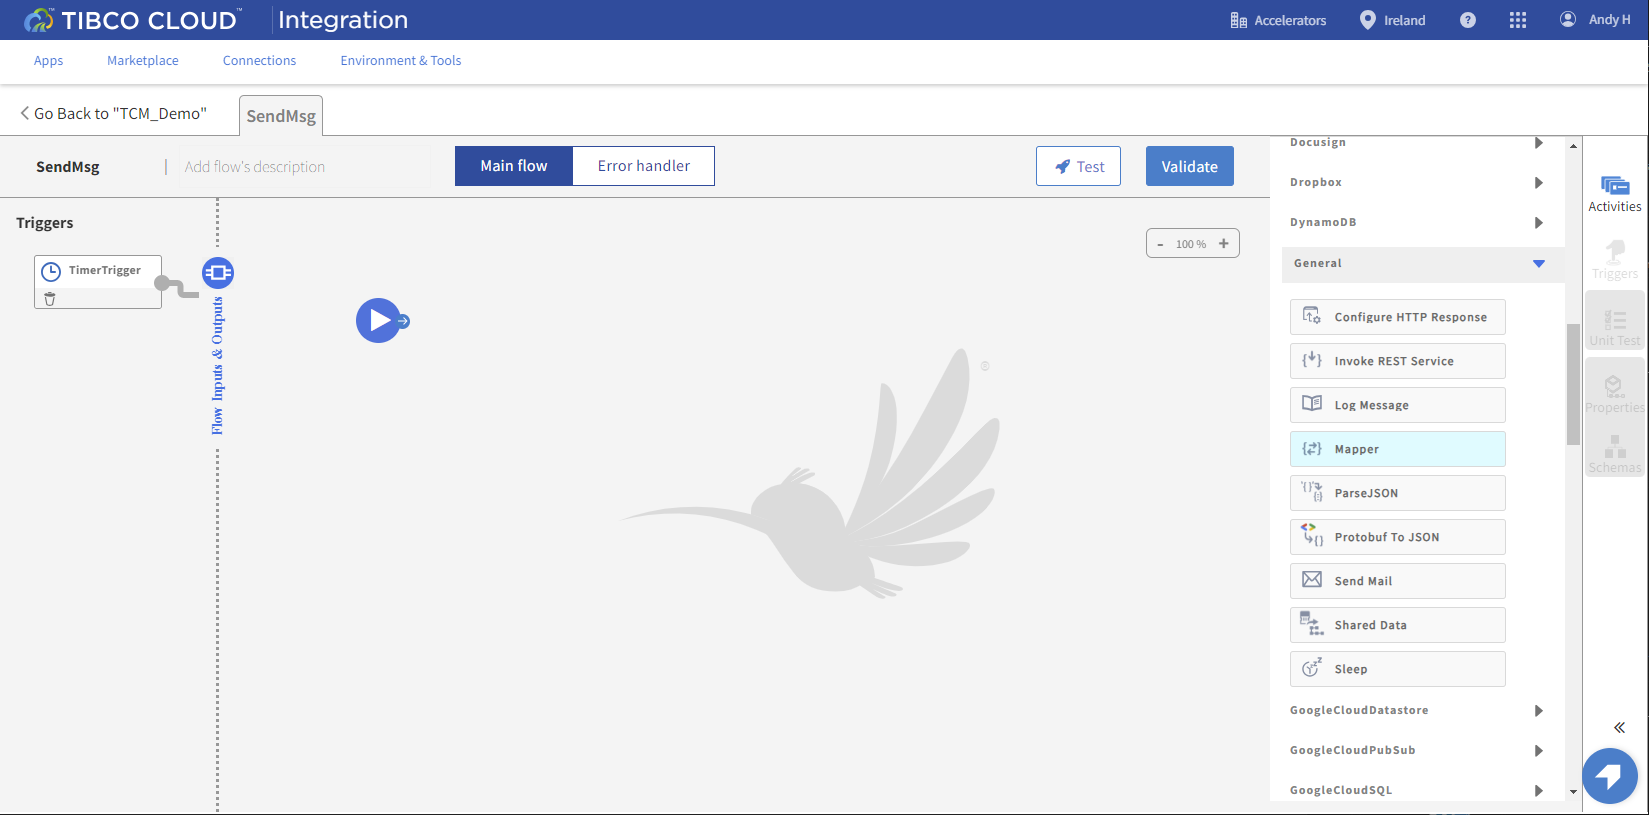 TIBCO CLOUD™ Integration
Accelerators
Ireland
?
Andy H
Apps
Marketplace
Connections
Environment & Tools
Go Back to "TCM_Demo"
SendMsg
SendMsg
Add flow's description
Main flow
Error handler
Test
Validate
Triggers
TimerTrigger
Flow Inputs & Outputs
- 100 % +
®
Docusign
Dropbox
DynamoDB
General
Configure HTTP Response
Invoke REST Service
Log Message
Mapper
ParseJSON
Protobuf To JSON
Send Mail
Shared Data
Sleep
GoogleCloudDatastore
GoogleCloudPubSub
GoogleCloudSQL
Activities
Triggers
Unit Test
Properties
Schemas